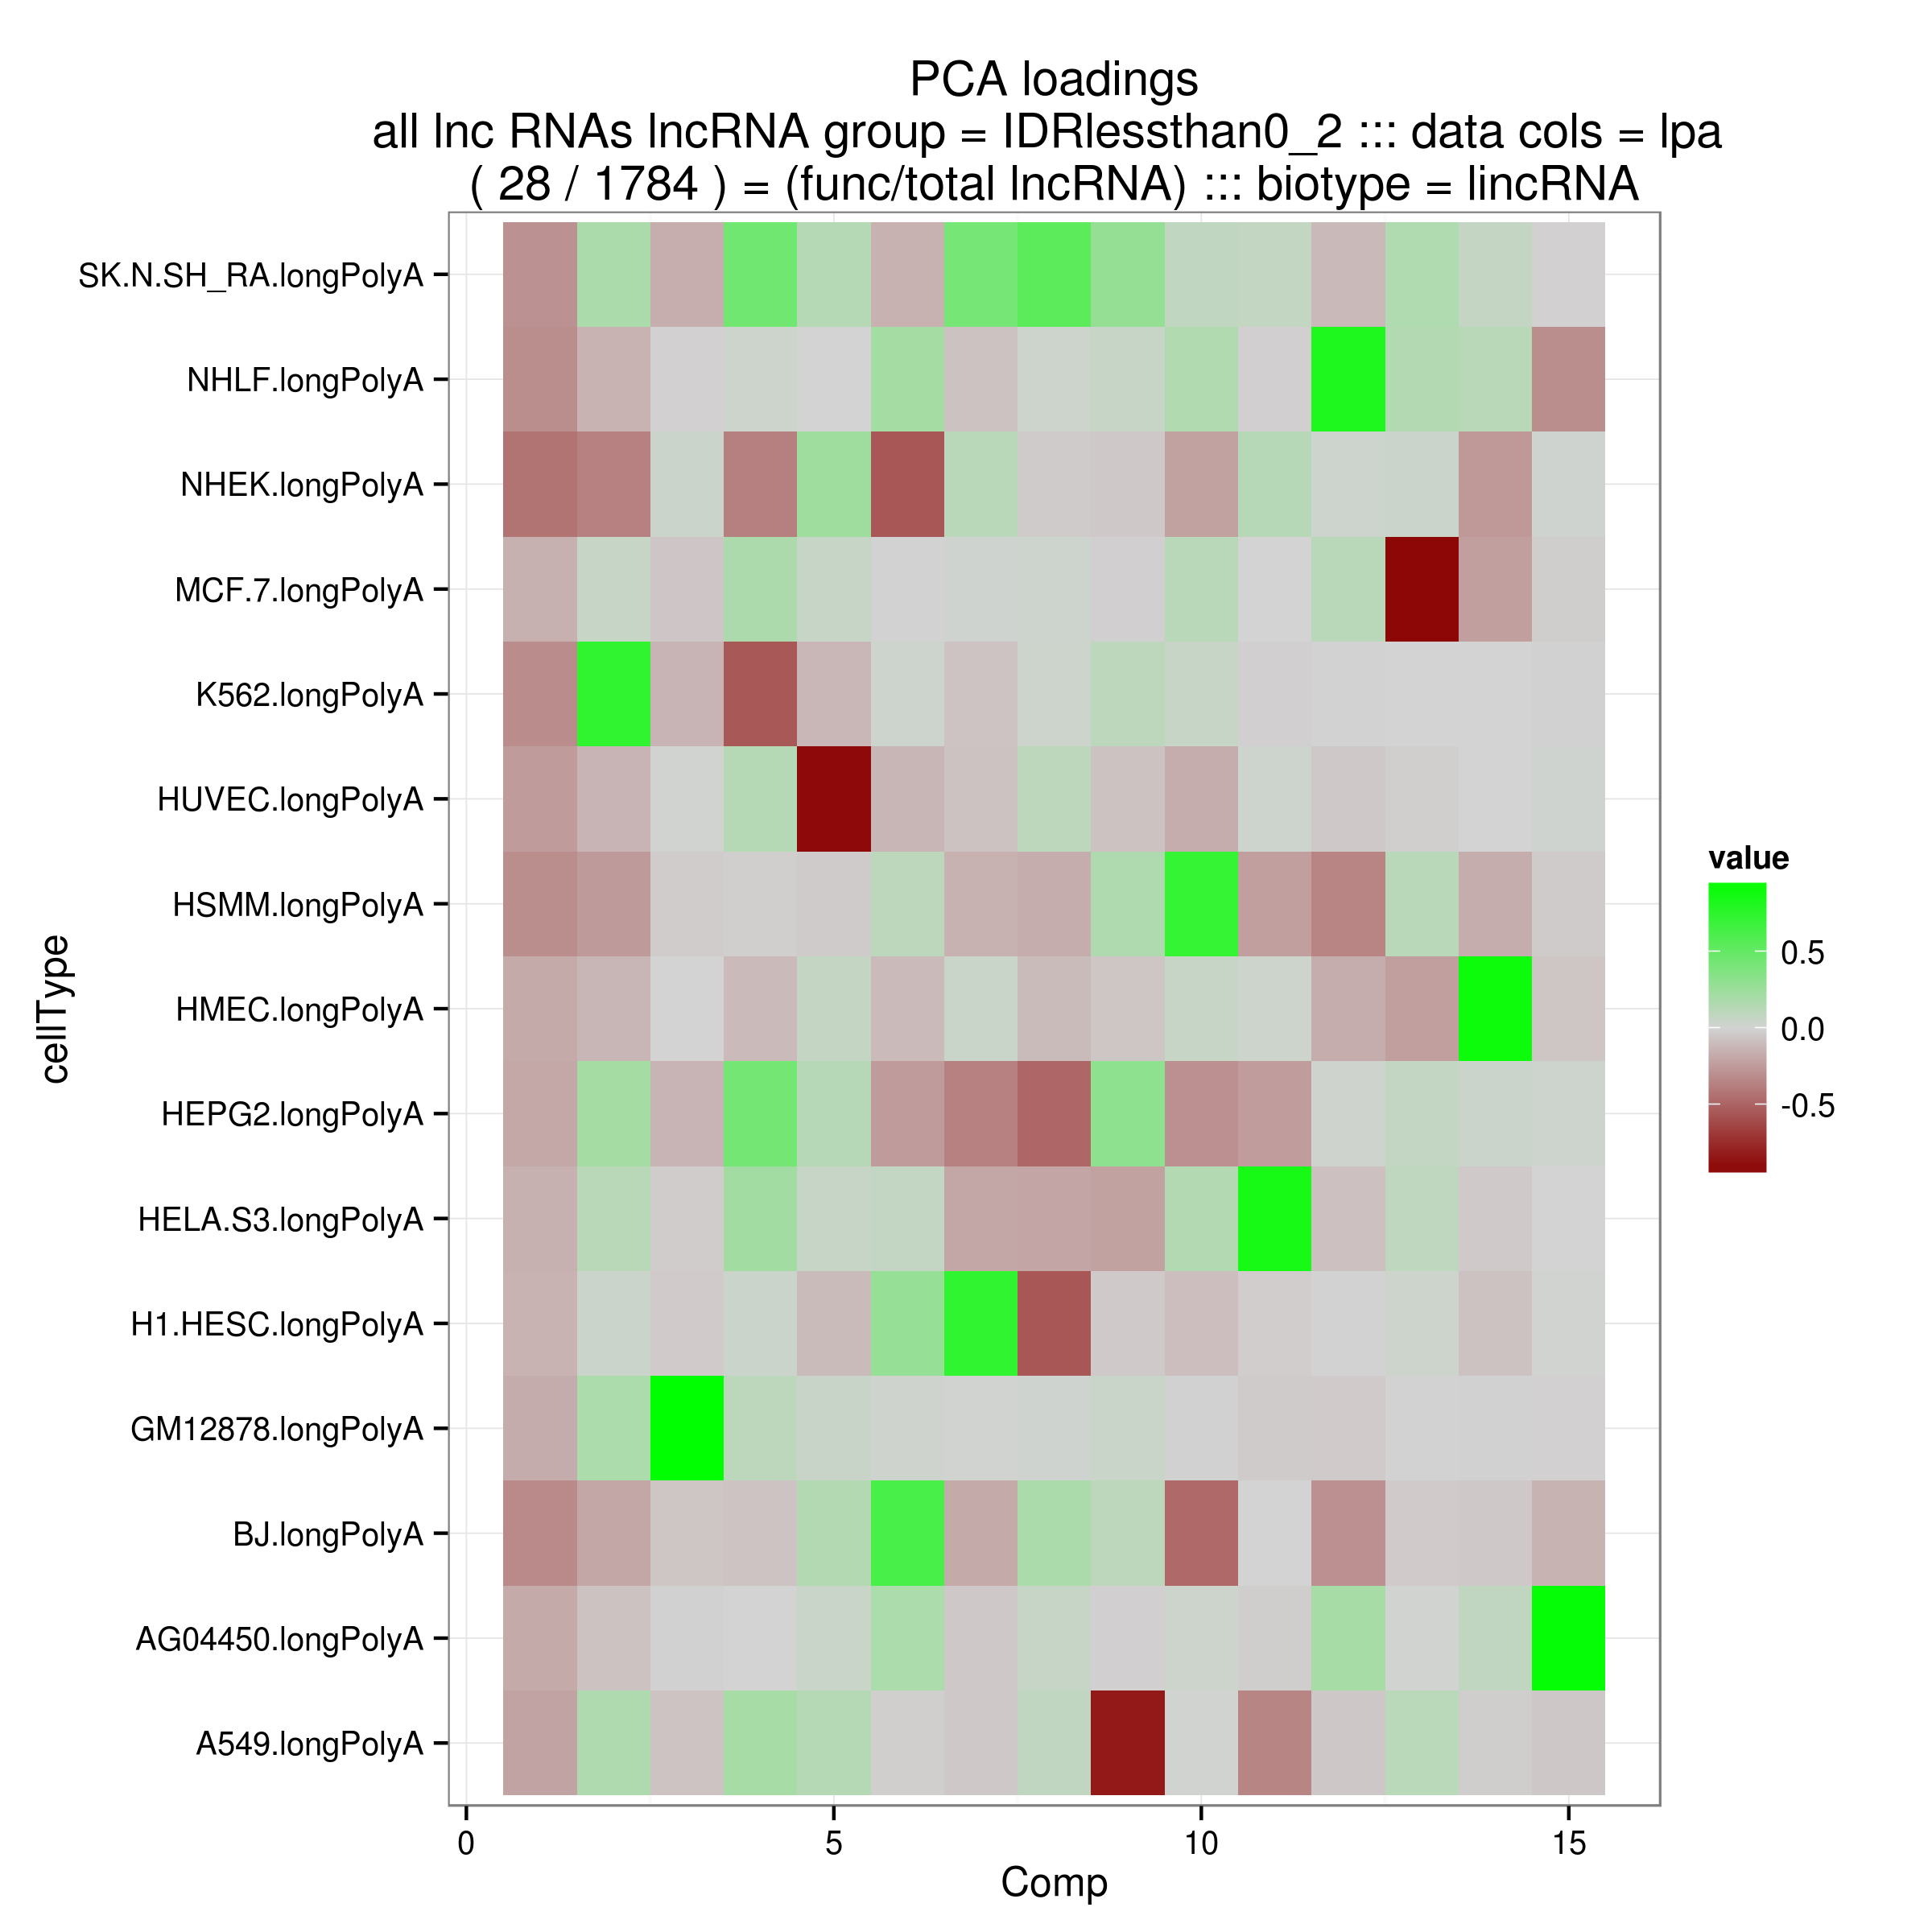 PCA loadings
all lnc RNAs lncRNA group = IDRlessthan0_2 ::: data cols = lpa
( 28 / 1784 ) = (func/total lncRNA) ::: biotype = lincRNA
SK.N.SH_RA.longPolyA
NHLF.longPolyA
NHEK.longPolyA
MCF.7.longPolyA
K562.longPolyA
HUVEC.longPolyA
HSMM.longPolyA
HMEC.longPolyA
HEPG2.longPolyA
HELA.S3.longPolyA
H1.HESC.longPolyA
GM12878.longPolyA
BJ.longPolyA
AG04450.longPolyA
A549.longPolyA
cellType
0 5 10 15
Comp
value
0.5
0.0
-0.5